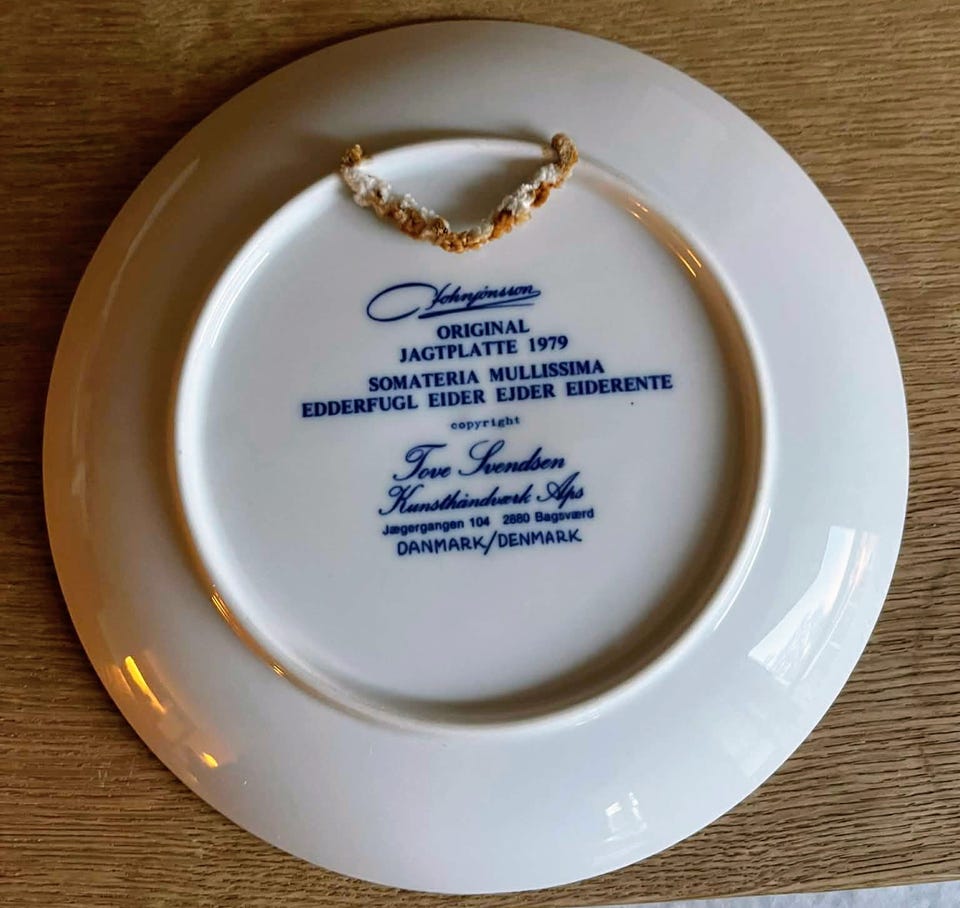 Johnjönsson
ORIGINAL
JAGTPLATTE 1979
SOMATERIA MULLISSIMA
EDDERFUGL EIDER EJDER EIDERENTE
copyright
Tove Svendsen
Kunsthåndværk Aps
Jægergangen 104 2880 Bagsværd
DANMARK/DENMARK